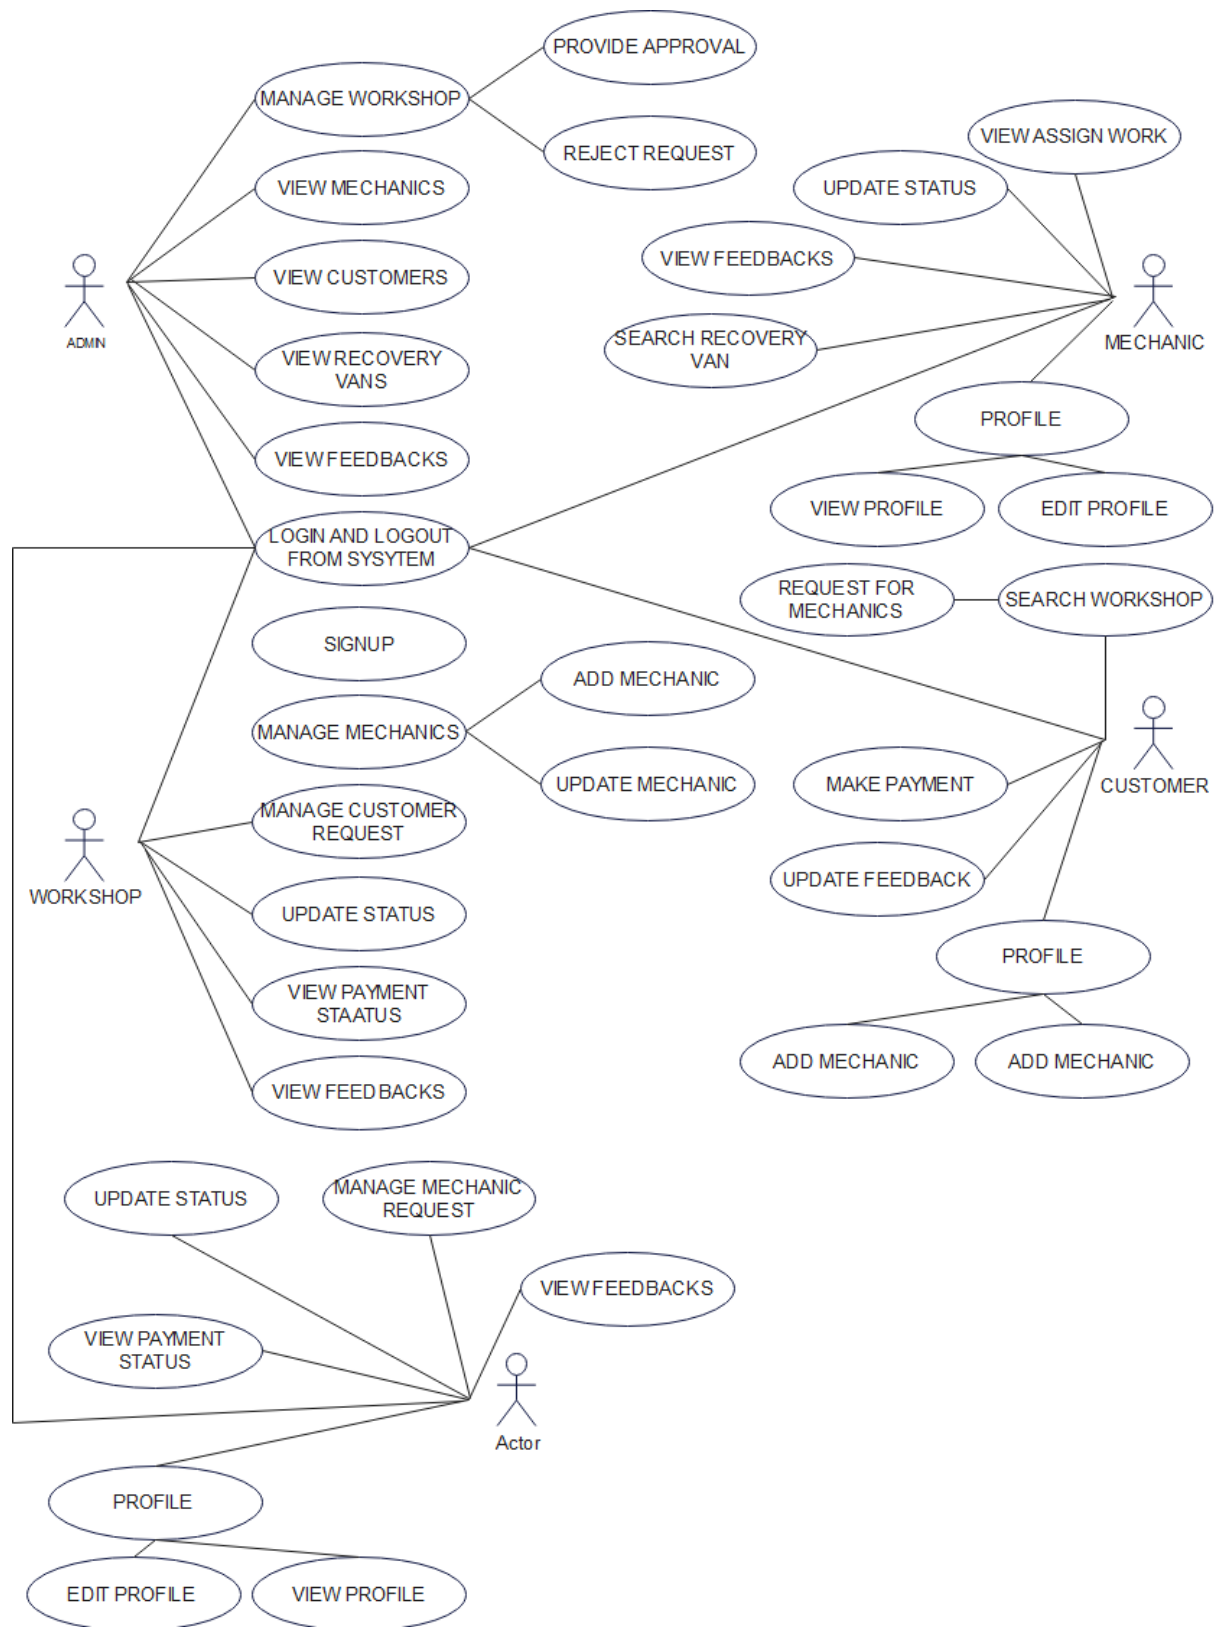 PROVIDE APPROVAL
MANAGE WORKSHOP
REJECT REQUEST
VIEW ASSIGN WORK
VIEW MECHANICS
UPDATE STATUS
VIEW FEEDBACKS
VIEW CUSTOMERS
ADMIN
SEARCH RECOVERY
VAN
MECHANIC
VIEW RECOVERY
VANS
PROFILE
VIEW FEEDBACKS
VIEW PROFILE
EDIT PROFILE
LOGIN AND LOGOUT
FROM SYSYTEM
REQUEST FOR
MECHANICS
SEARCH WORKSHOP
SIGNUP
ADD MECHANIC
MANAGE MECHANICS
UPDATE MECHANIC
MAKE PAYMENT
CUSTOMER
MANAGE CUSTOMER
REQUEST
WORKSHOP
UPDATE FEEDBACK
UPDATE STATUS
PROFILE
VIEW PAYMENT
STAATUS
ADD MECHANIC
ADD MECHANIC
VIEW FEEDBACKS
UPDATE STATUS
MANAGE MECHANIC
REQUEST
VIEW FEEDBACKS
VIEW PAYMENT
STATUS
Actor
PROFILE
EDIT PROFILE
VIEW PROFILE